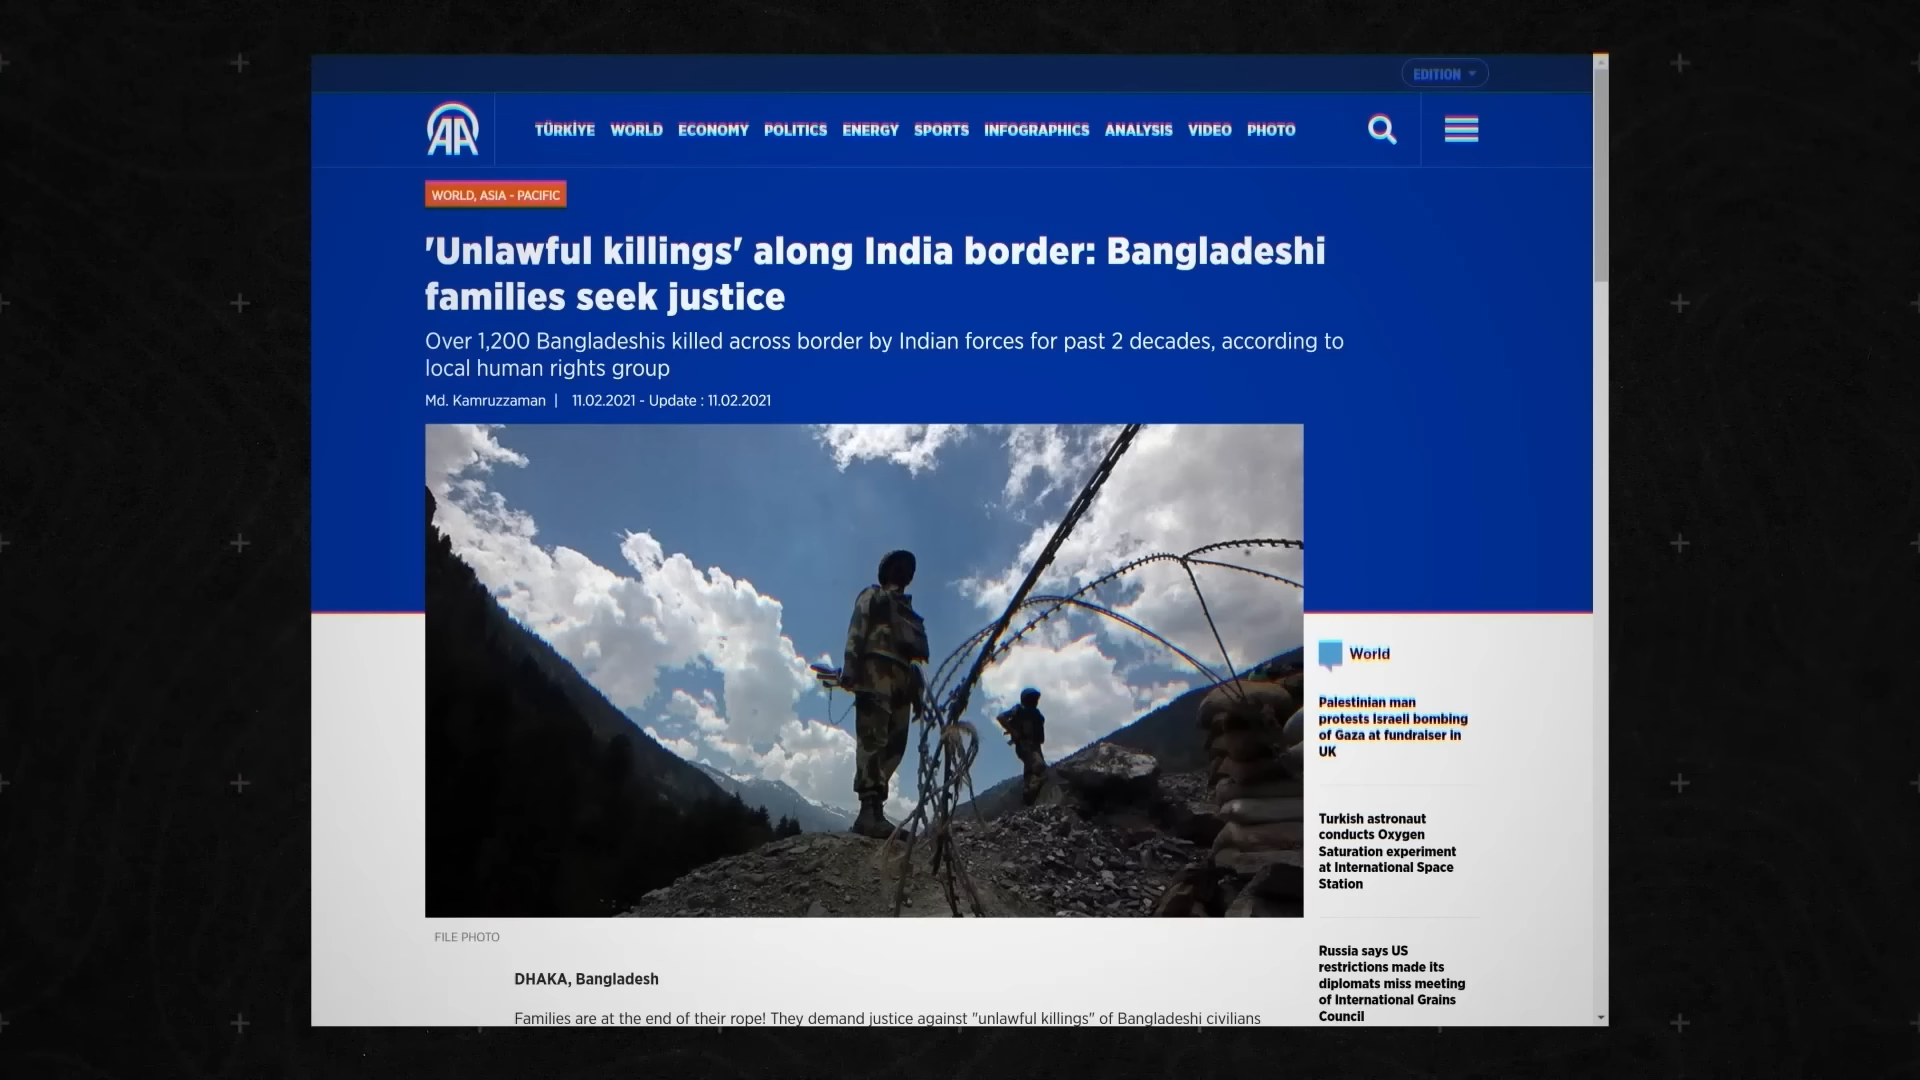 EDITION
AA
TÜRKİYE WORLD ECONOMY POLITICS ENERGY SPORTS INFOGRAPHICS ANALYSIS VIDEO PHOTO
WORLD, ASIA - PACIFIC
'Unlawful killings' along India border: Bangladeshi
families seek justice
Over 1,200 Bangladeshis killed across border by Indian forces for past 2 decades, according to
local human rights group
Md. Kamruzzaman | 11.02.2021 - Update : 11.02.2021
FILE PHOTO
DHAKA, Bangladesh
Families are at the end of their rope! They demand justice against "unlawful killings" of Bangladeshi civilians
World
Palestinian man
protests Israeli bombing
of Gaza at fundraiser in
UK
Turkish astronaut
conducts Oxygen
Saturation experiment
at International Space
Station
Russia says US
restrictions made its
diplomats miss meeting
of International Grains
Council